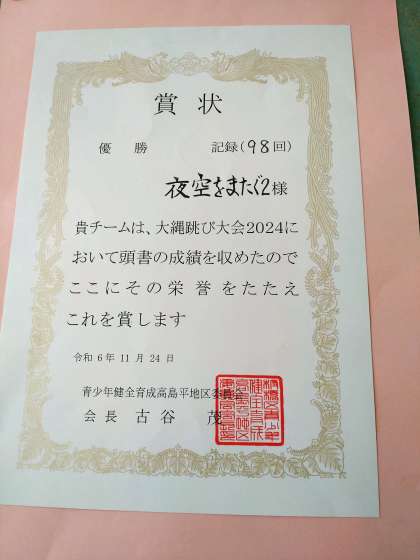 賞状
優勝 記録(98回)
夜空をまたぐ2様
貴チームは、大縄跳び大会2024に
おいて頭書の成績を収めたので
ここにその栄誉をたたえ
これを賞します
令和6年11月24日
青少年健全育成高島平地区委員会
会長 古谷 茂